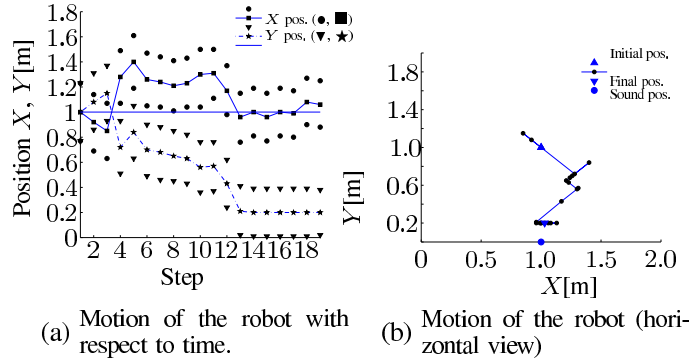 1.8
1.6
1.4
1.2
1
0.8
0.6
0.4
0.2
0
Position X, Y[m]
X pos. (●, ■)
Y pos. (▼, ★)
2 4 6 8 10 12 14 16 18
Step
(a) Motion of the robot with
respect to time.
Initial pos.
Final pos.
Sound pos.
1.8
1.0
0.6
0.2
Y[m]
0 0.5 1.0 1.5 2.0
X[m]
(b) Motion of the robot (hori-
zontal view)